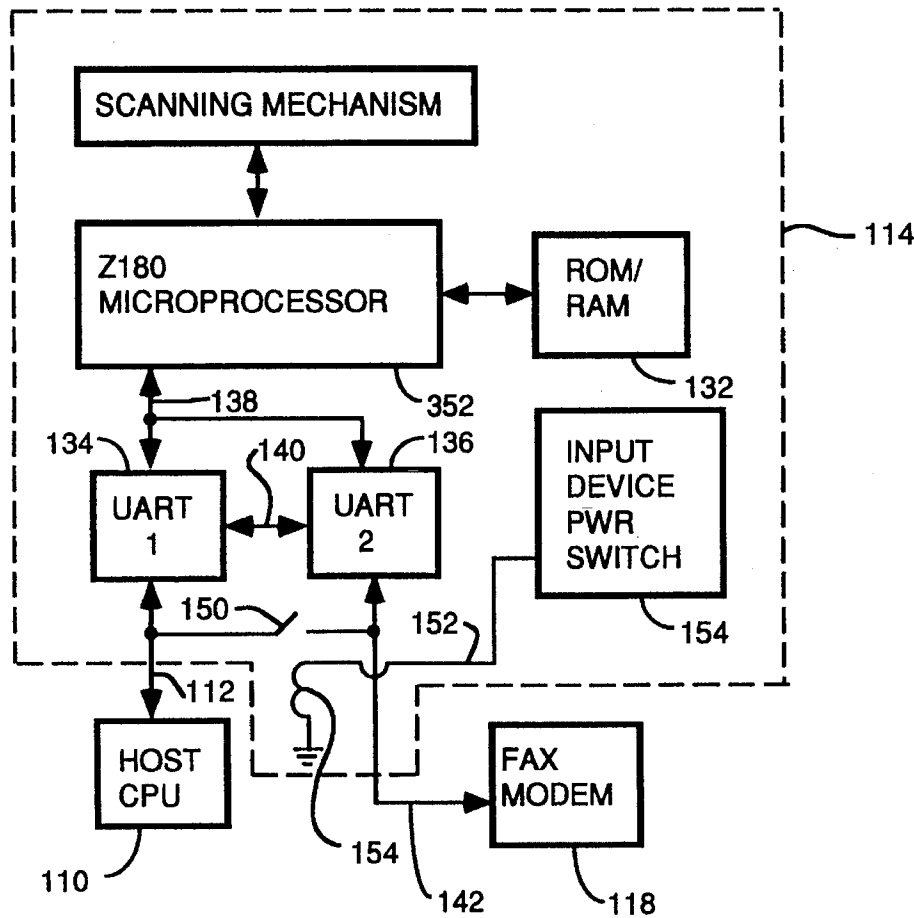 SCANNING MECHANISM
Z180
MICROPROCESSOR
352
ROM/
RAM
132
114
138
134
UART
1
140
136
UART
2
INPUT
DEVICE
PWR
SWITCH
154
150
152
112
HOST
CPU
110
154
142
FAX
MODEM
118